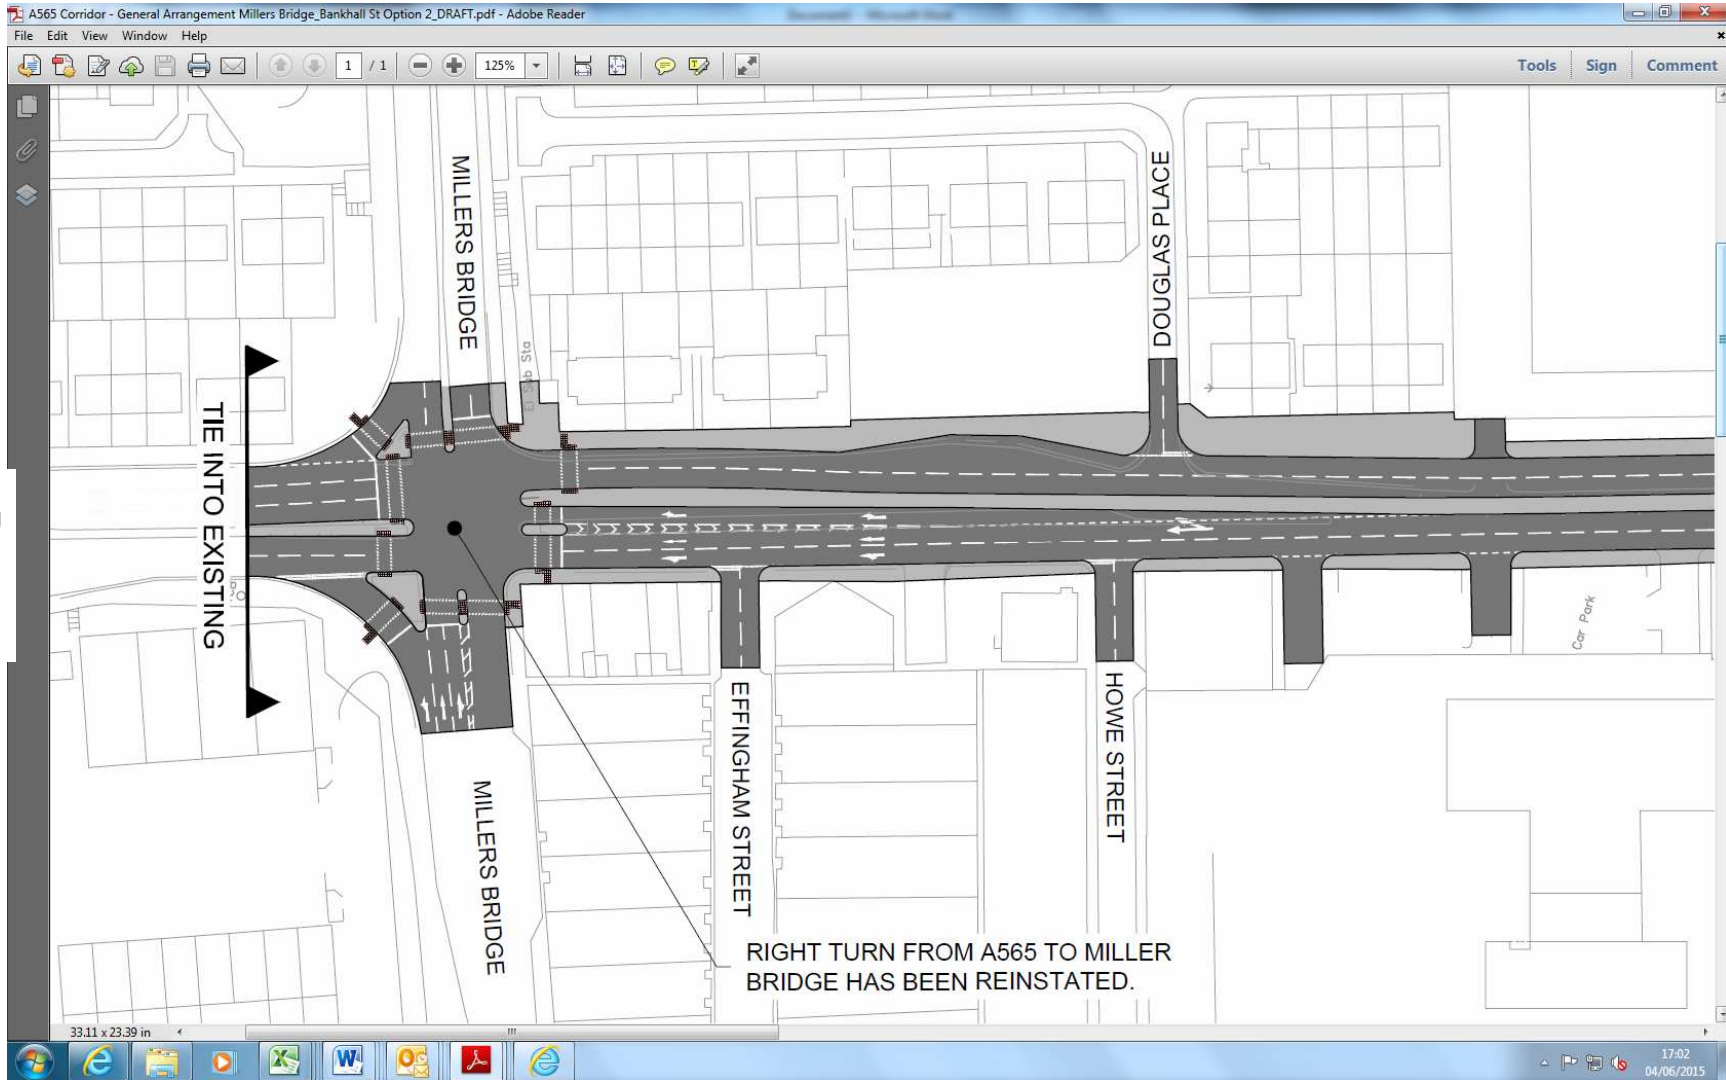 A565 Corridor - General Arrangement Millers Bridge_Bankhall St Option 2_DRAFT.pdf - Adobe Reader
File Edit View Window Help
1 / 1 125% Tools Sign Comment
MILLERS BRIDGE
DOUGLAS PLACE
El Sub Sta
TIE INTO EXISTING
Car Park
EFFINGHAM STREET
HOWE STREET
MILLERS BRIDGE
RIGHT TURN FROM A565 TO MILLER
BRIDGE HAS BEEN REINSTATED.
33.11 x 23.39 in
17:02
04/06/2015